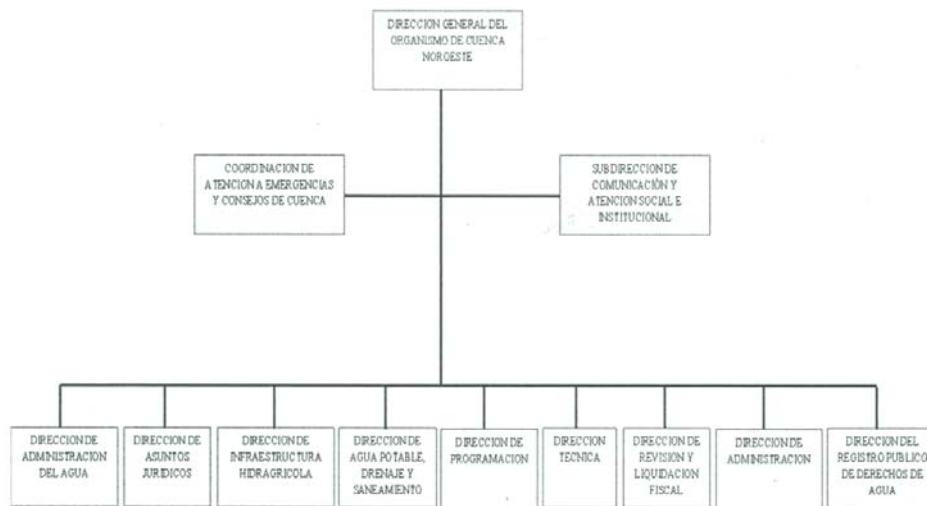 DIRECCION GENERAL DEL
ORGANISMO DE CUENCA
NOROESTE
COORDINACION DE
ATENCION A EMERGENCIAS
Y CONSEJOS DE CUENCA
SUBDIRECCION DE
COMUNICACIÓN Y
ATENCION SOCIAL E
INSTITUCIONAL
DIRECCION DE
ADMINISTRACION
DEL AGUA
DIRECCION DE
ASUNTOS
JURIDICOS
DIRECCION DE
INFRAESTRUCTURA
HIDRAGRICOLA
DIRECCION DE
AGUA POTABLE,
DRENAJE Y
SANEAMIENTO
DIRECCION DE
PROGRAMACION
DIRECCION
TECNICA
DIRECCION DE
REVISION Y
LIQUIDACION
FISCAL
DIRECCION DE
ADMINISTRACION
DIRECCION DEL
REGISTRO PUBLICO
DE DERECHOS DE
AGUA